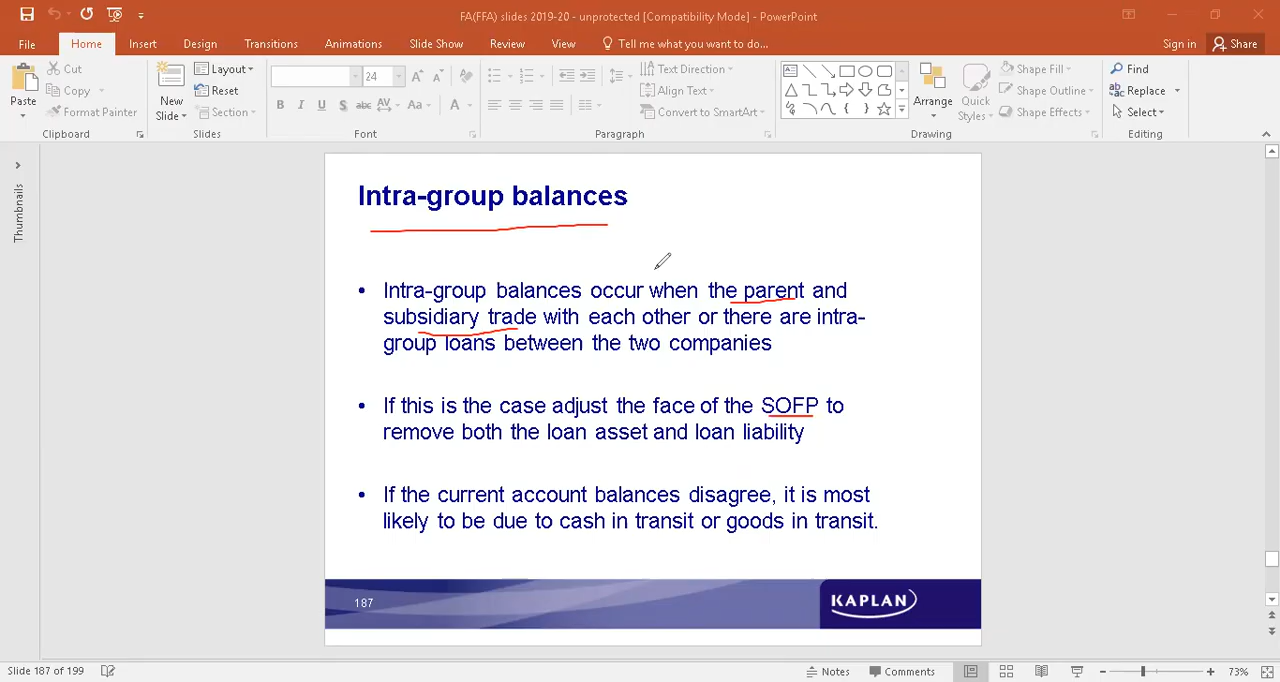 FA(FFA) slides 2019-20 - unprotected [Compatibility Mode] - PowerPoint
File Home Insert Design Transitions Animations Slide Show Review View Tell me what you want to do... Sign in Share
Paste
Cut
Copy
Format Painter
Clipboard
New Slide
Layout
Reset
Section
Slides
24
B I U S abc AV Aa A
Font
Text Direction
Align Text
Convert to SmartArt
Paragraph
Arrange
Quick Styles
Shape Fill
Shape Outline
Shape Effects
Drawing
Find
Replace
Select
Editing
Thumbnails
Intra-group balances
• Intra-group balances occur when the parent and
subsidiary trade with each other or there are intra-
group loans between the two companies
• If this is the case adjust the face of the SOFP to
remove both the loan asset and loan liability
• If the current account balances disagree, it is most
likely to be due to cash in transit or goods in transit.
187
KAPLAN
Slide 187 of 199
Notes
Comments
73%